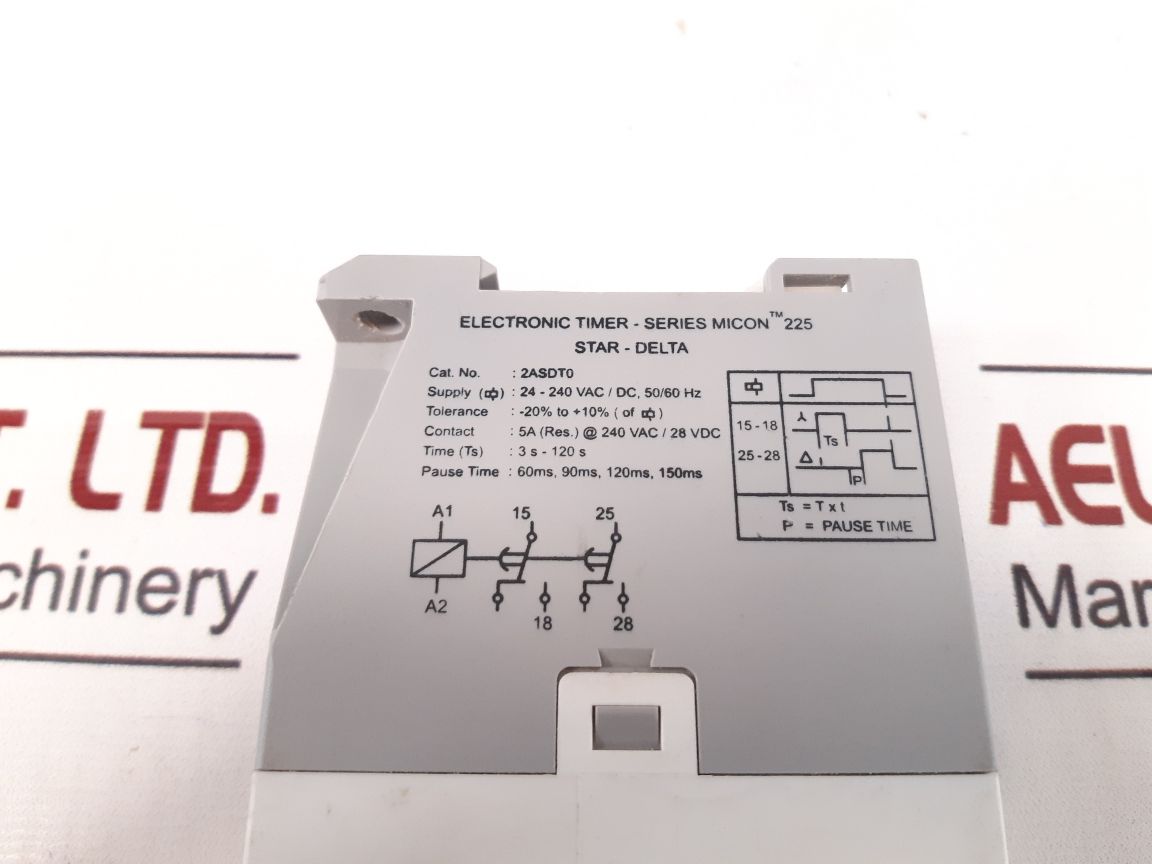 ELECTRONIC TIMER - SERIES MICON™ 225
STAR - DELTA
Cat. No. : 2ASDT0
Supply ( ) : 24 - 240 VAC / DC, 50/60 Hz
Tolerance : -20% to +10% ( of )
Contact : 5A (Res.) @ 240 VAC / 28 VDC
Time (Ts) : 3 s - 120 s
Pause Time : 60ms, 90ms, 120ms, 150ms
15 - 18
Ts
25 - 28
Δ
P
Ts = T x t
P = PAUSE TIME
A1 15 25
A2 18 28
T. LTD.
chinery
AEL
Mar